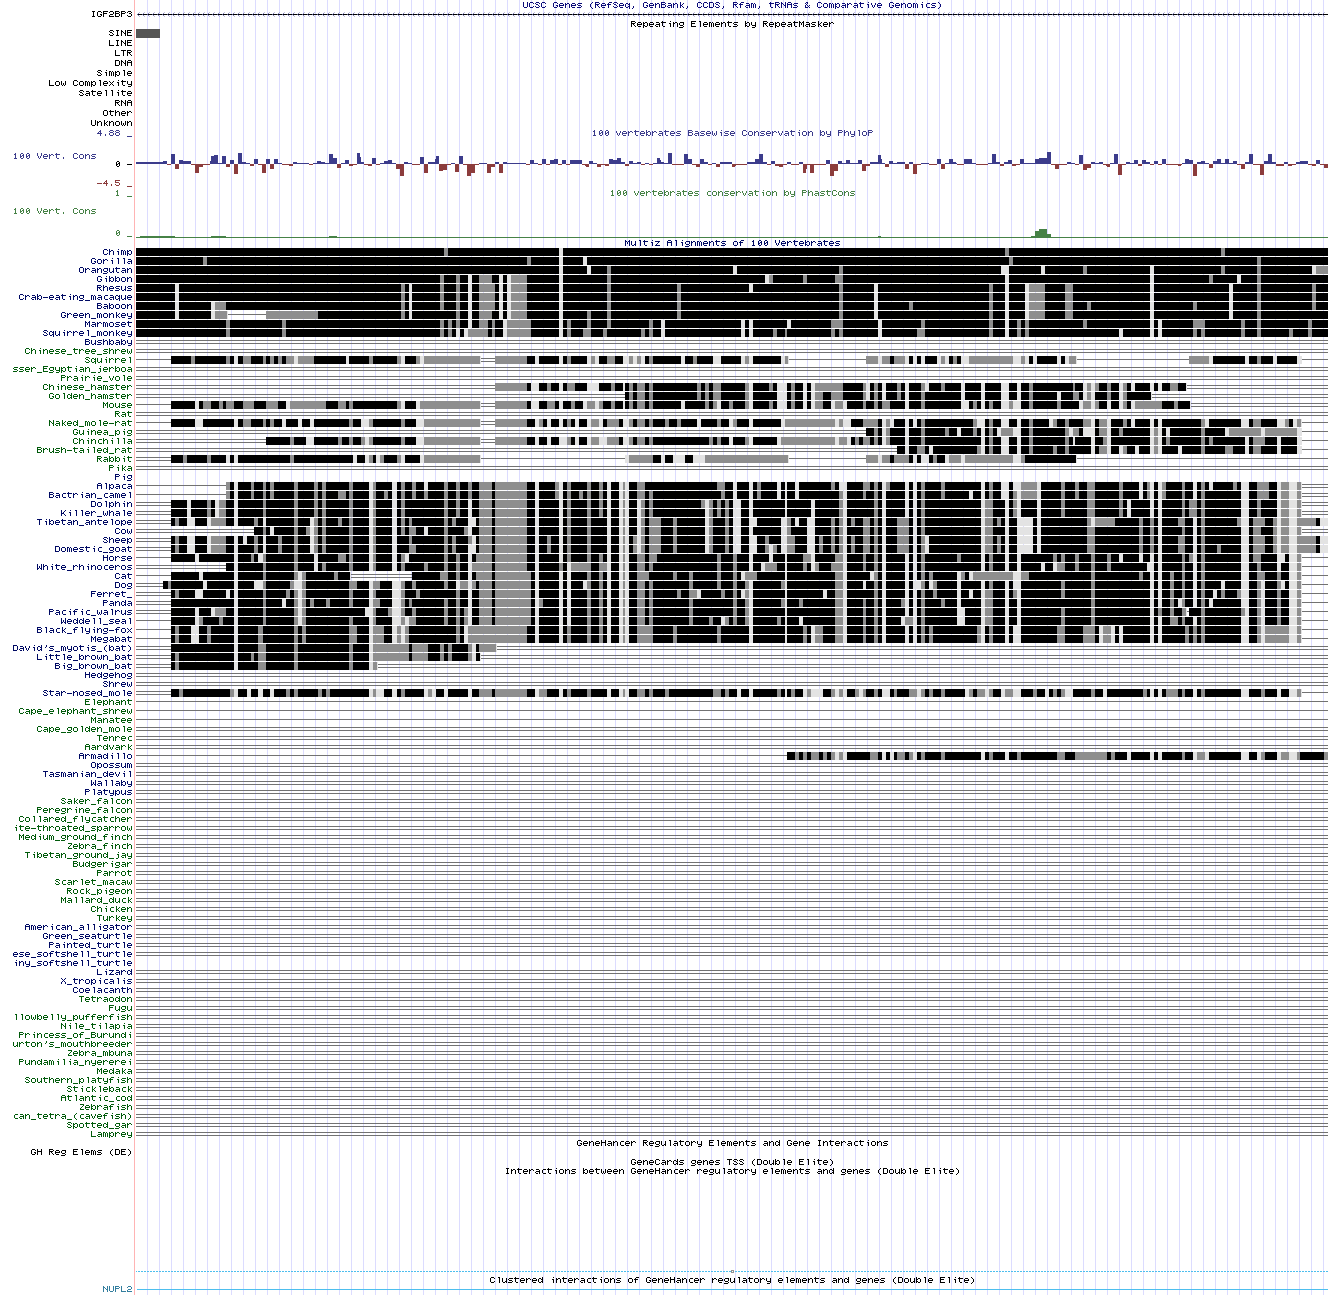 UCSC Genes (RefSeq, GenBank, CCDS, Rfam, tRNAs & Comparative Genomics)
IGF2BP3
Repeating Elements by RepeatMasker
SINE
LINE
LTR
DNA
Simple
Low Complexity
Satellite
RNA
Other
Unknown
4.88 _
100 vertebrates Basewise Conservation by PhyloP
100 Vert. Cons
0 _
-4.5 _
100 vertebrates conservation by PhastCons
1 _
100 Vert. Cons
0 _
Multiz Alignments of 100 Vertebrates
Chimp
Gorilla
Orangutan
Gibbon
Rhesus
Crab-eating_macaque
Baboon
Green_monkey
Marmoset
Squirrel_monkey
Bushbaby
Chinese_tree_shrew
Squirrel
sser_Egyptian_jerboa
Prairie_vole
Chinese_hamster
Golden_hamster
Mouse
Rat
Naked_mole-rat
Guinea_pig
Chinchilla
Brush-tailed_rat
Rabbit
Pika
Pig
Alpaca
Bactrian_camel
Dolphin
Killer_whale
Tibetan_antelope
Cow
Sheep
Domestic_goat
Horse
White_rhinoceros
Cat
Dog
Ferret_
Panda
Pacific_walrus
Weddell_seal
Black_flying-fox
Megabat
David's_myotis_(bat)
Little_brown_bat
Big_brown_bat
Hedgehog
Shrew
Star-nosed_mole
Elephant
Cape_elephant_shrew
Manatee
Cape_golden_mole
Tenrec
Aardvark
Armadillo
Opossum
Tasmanian_devil
Wallaby
Platypus
Saker_falcon
Peregrine_falcon
Collared_flycatcher
ite-throated_sparrow
Medium_ground_finch
Zebra_finch
Tibetan_ground_jay
Budgerigar
Parrot
Scarlet_macaw
Rock_pigeon
Mallard_duck
Chicken
Turkey
American_alligator
Green_seaturtle
Painted_turtle
ese_softshell_turtle
iny_softshell_turtle
Lizard
X_tropicalis
Coelacanth
Tetraodon
Fugu
llowbelly_pufferfish
Nile_tilapia
Princess_of_Burundi
urton's_mouthbreeder
Zebra_mbuna
Pundamilia_nyererei
Medaka
Southern_platyfish
Stickleback
Atlantic_cod
Zebrafish
can_tetra_(cavefish)
Spotted_gar
Lamprey
GeneHancer Regulatory Elements and Gene Interactions
GH Reg Elems (DE)
GeneCards genes TSS (Double Elite)
Interactions between GeneHancer regulatory elements and genes (Double Elite)
Clustered interactions of GeneHancer regulatory elements and genes (Double Elite)
NUPL2